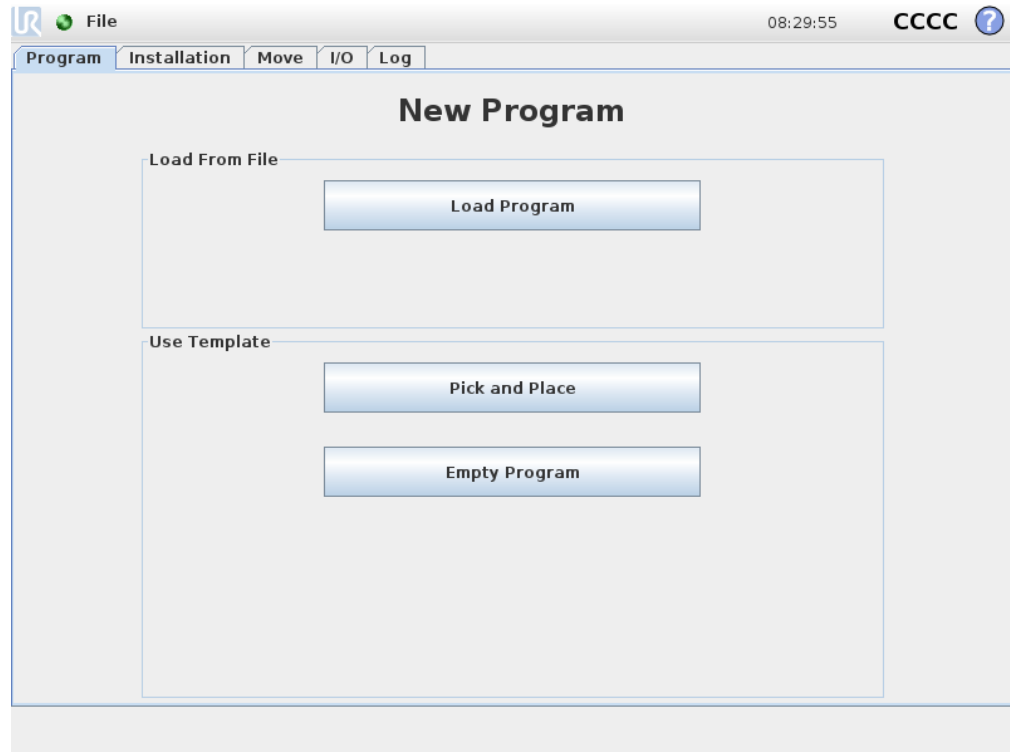 UR File 08:29:55 CCCC ?
Program Installation Move I/O Log
New Program
Load From File
Load Program
Use Template
Pick and Place
Empty Program